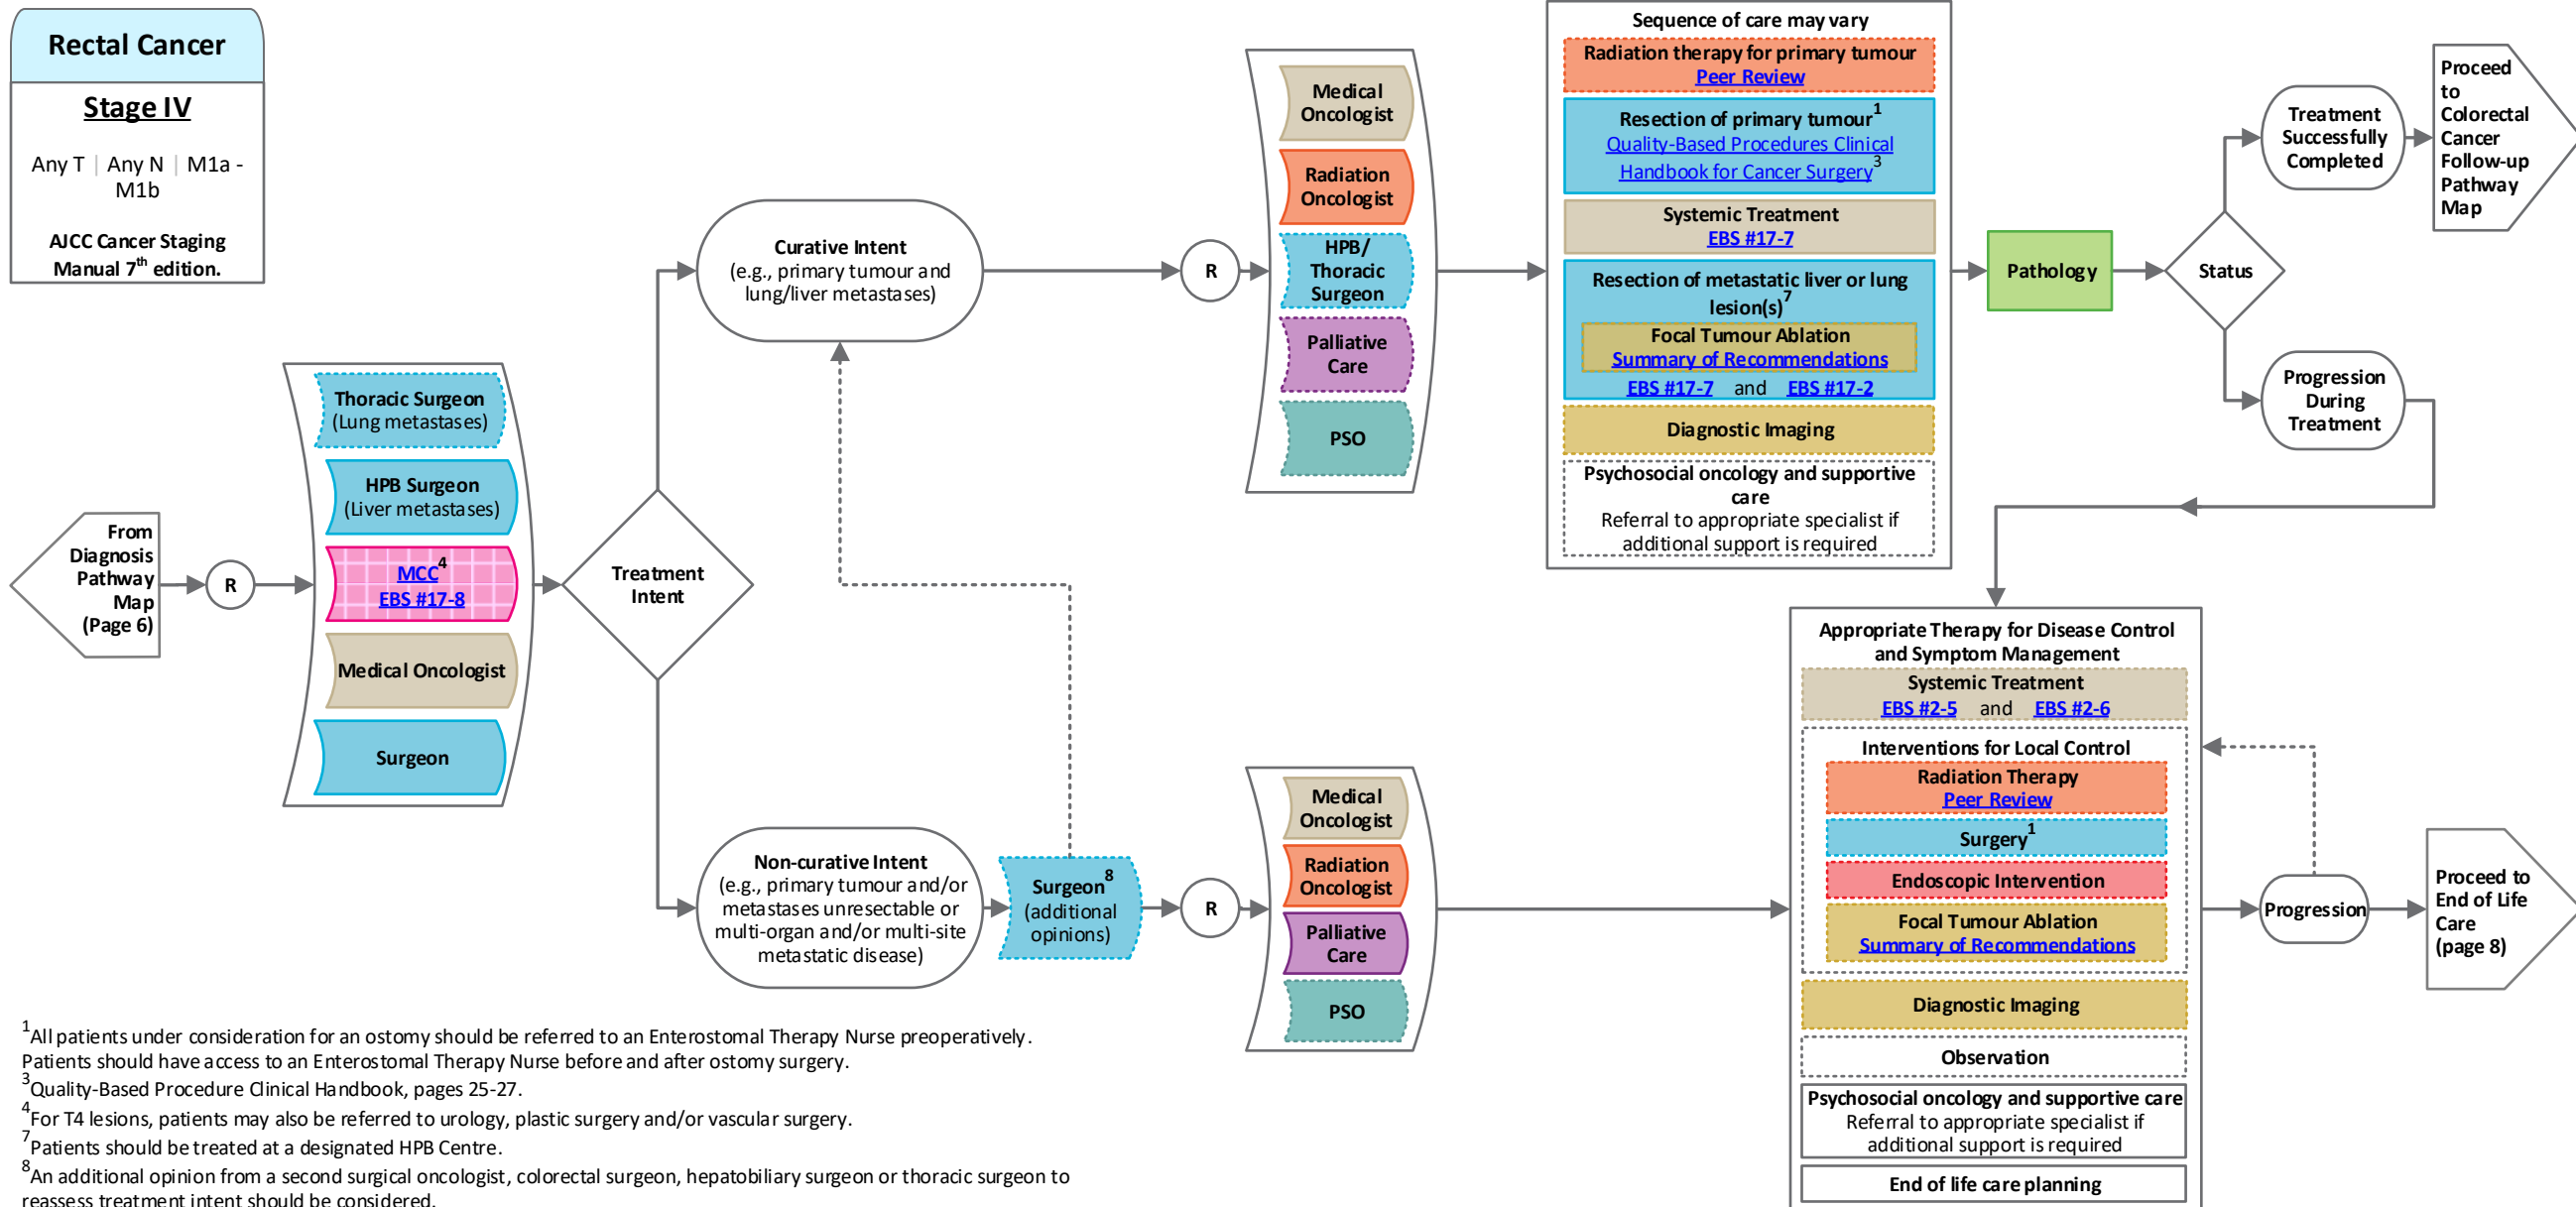 Rectal Cancer
Stage IV
Any T | Any N | M1a -
M1b
AJCC Cancer Staging
Manual 7th edition.
From
Diagnosis
Pathway
Map
(Page 6)
R
Thoracic Surgeon
(Lung metastases)
HPB Surgeon
(Liver metastases)
MCC4
EBS #17-8
Medical Oncologist
Surgeon
Treatment
Intent
Curative Intent
(e.g., primary tumour and
lung/liver metastases)
R
Medical
Oncologist
Radiation
Oncologist
HPB/
Thoracic
Surgeon
Palliative
Care
PSO
Sequence of care may vary
Radiation therapy for primary tumour
Peer Review
Resection of primary tumour1
Quality-Based Procedures Clinical
Handbook for Cancer Surgery3
Systemic Treatment
EBS #17-7
Resection of metastatic liver or lung
lesion(s)7
Focal Tumour Ablation
Summary of Recommendations
EBS #17-7 and EBS #17-2
Diagnostic Imaging
Psychosocial oncology and supportive
care
Referral to appropriate specialist if
additional support is required
Pathology
Status
Treatment
Successfully
Completed
Proceed
to
Colorectal
Cancer
Follow-up
Pathway
Map
Progression
During
Treatment
Non-curative Intent
(e.g., primary tumour and/or
metastases unresectable or
multi-organ and/or multi-site
metastatic disease)
Surgeon8
(additional
opinions)
R
Medical
Oncologist
Radiation
Oncologist
Palliative
Care
PSO
Appropriate Therapy for Disease Control
and Symptom Management
Systemic Treatment
EBS #2-5 and EBS #2-6
Interventions for Local Control
Radiation Therapy
Peer Review
Surgery1
Endoscopic Intervention
Focal Tumour Ablation
Summary of Recommendations
Diagnostic Imaging
Observation
Psychosocial oncology and supportive care
Referral to appropriate specialist if
additional support is required
End of life care planning
Progression
Proceed to
End of Life
Care
(page 8)
1All patients under consideration for an ostomy should be referred to an Enterostomal Therapy Nurse preoperatively.
Patients should have access to an Enterostomal Therapy Nurse before and after ostomy surgery.
3Quality-Based Procedure Clinical Handbook, pages 25-27.
4For T4 lesions, patients may also be referred to urology, plastic surgery and/or vascular surgery.
7Patients should be treated at a designated HPB Centre.
8An additional opinion from a second surgical oncologist, colorectal surgeon, hepatobiliary surgeon or thoracic surgeon to
reassess treatment intent should be considered.